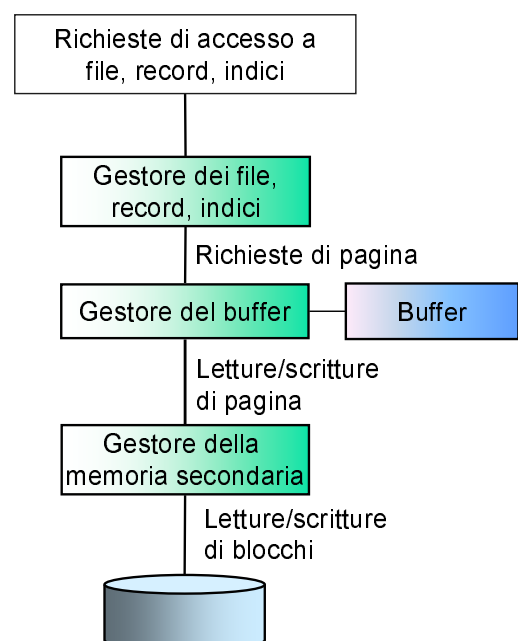 Richieste di accesso a
file, record, indici
Gestore dei file,
record, indici
Richieste di pagina
Gestore del buffer
Buffer
Letture/scritture
di pagina
Gestore della
memoria secondaria
Letture/scritture
di blocchi